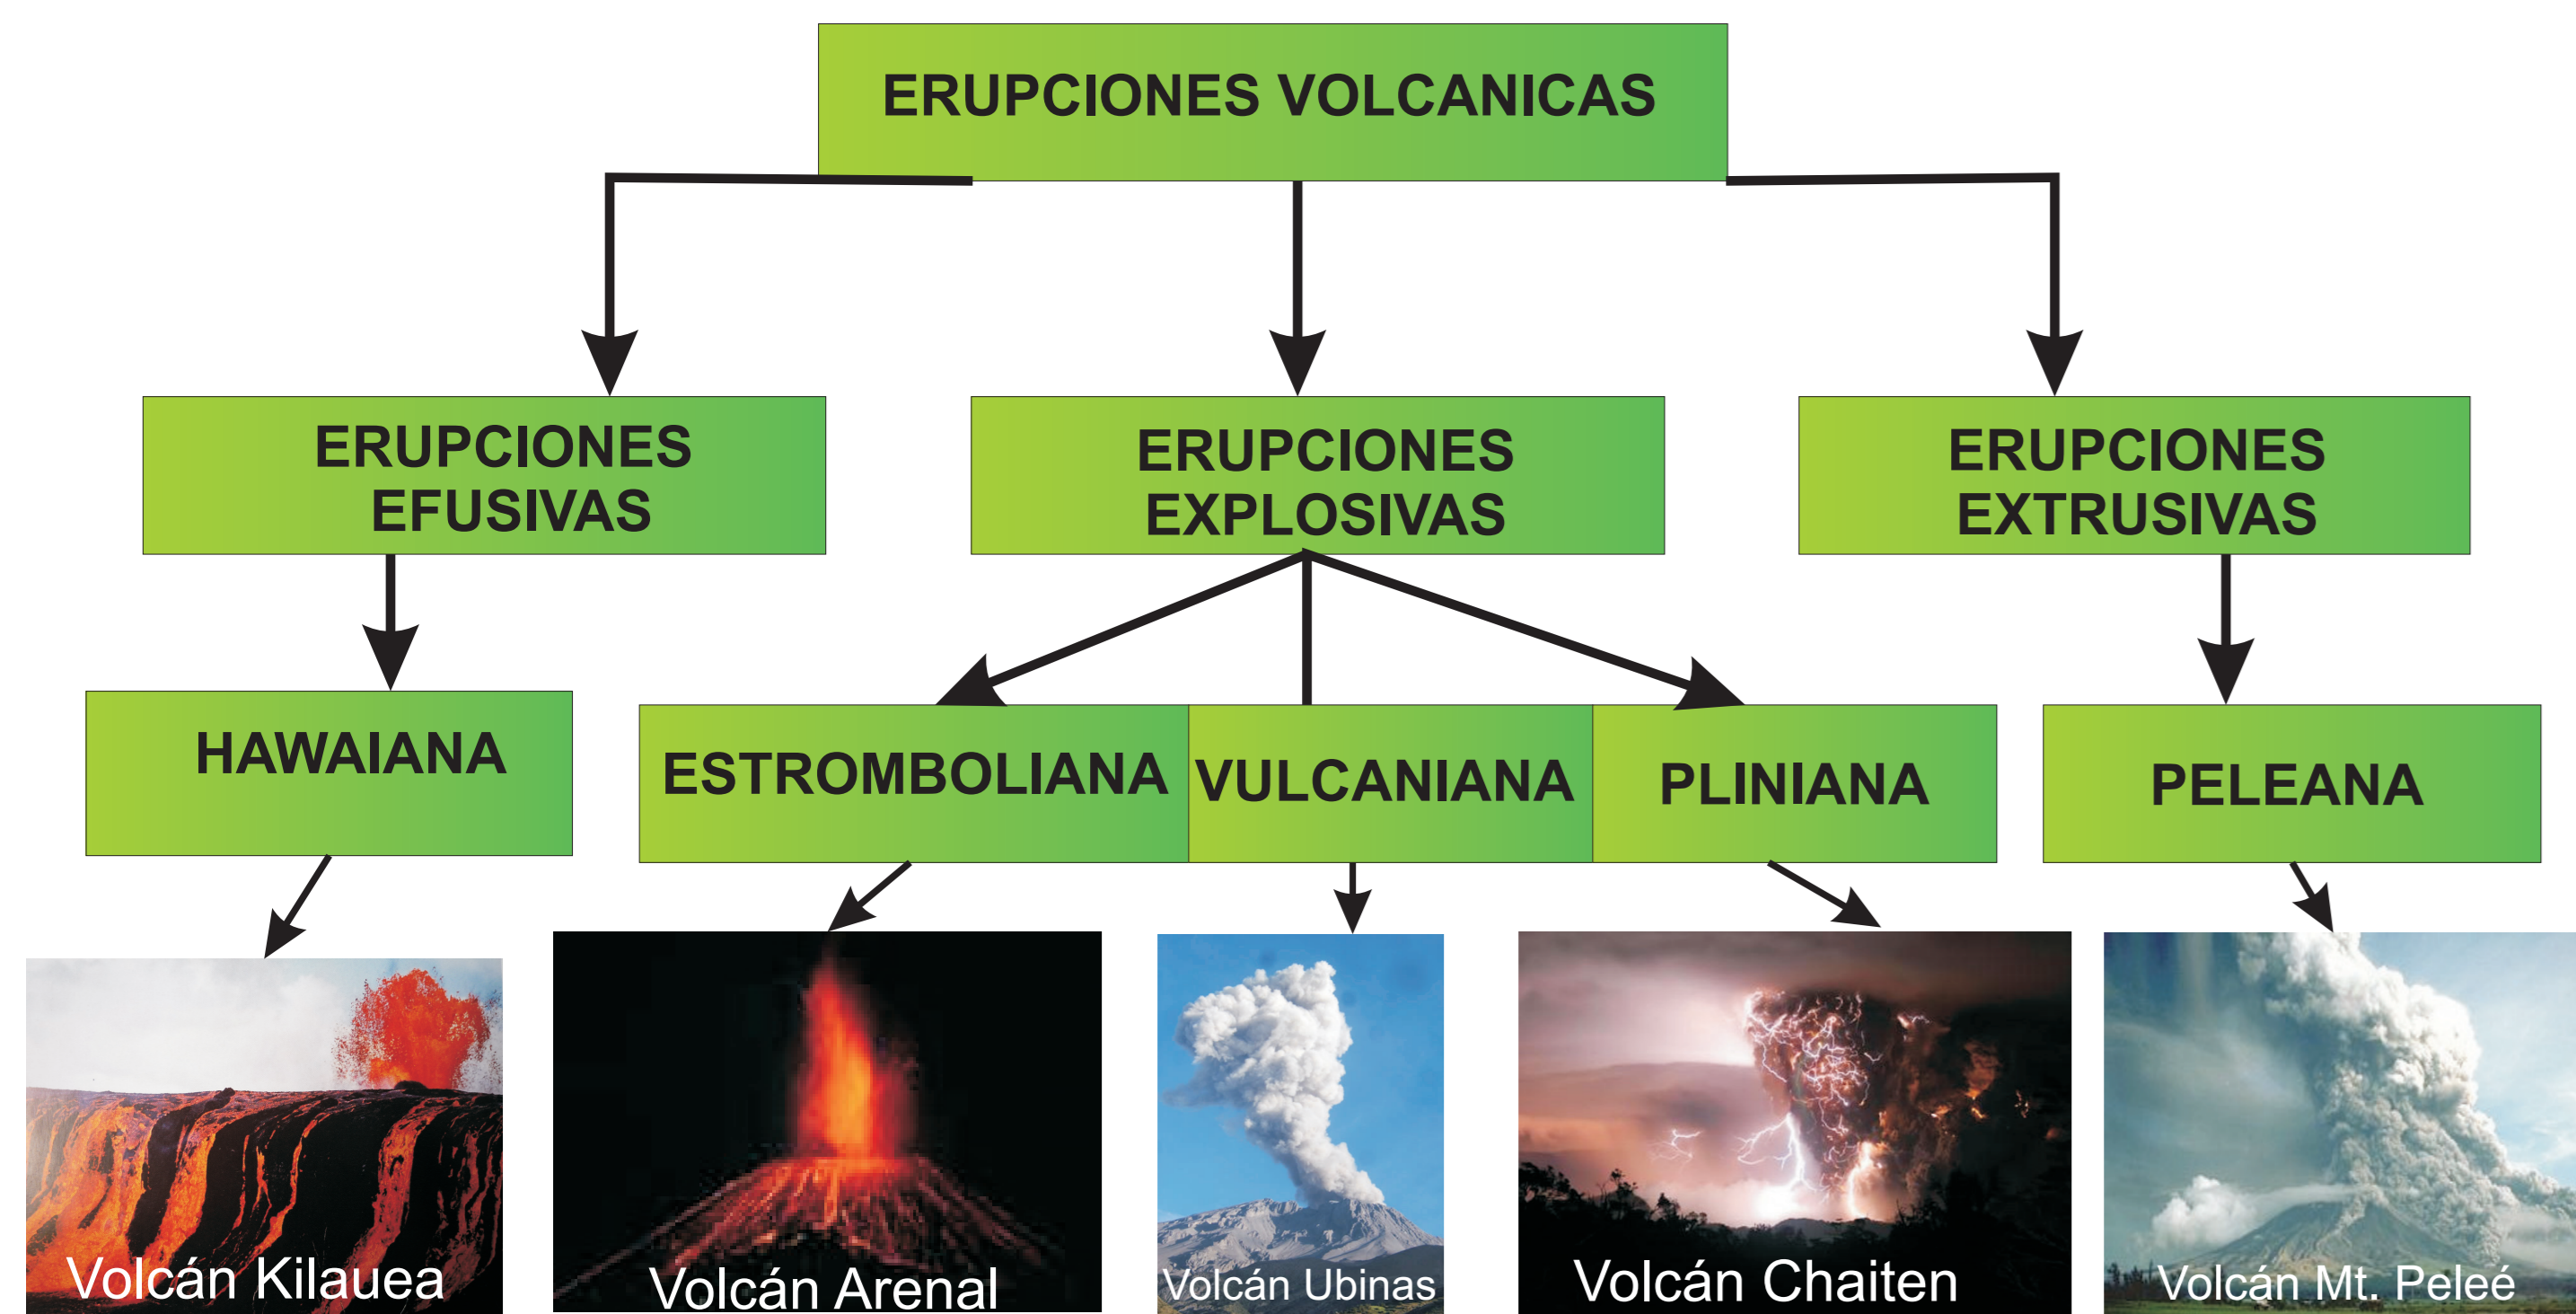 ERUPCIONES VOLCANICAS
ERUPCIONES
EFUSIVAS
ERUPCIONES
EXPLOSIVAS
ERUPCIONES
EXTRUSIVAS
HAWAIANA
ESTROMBOLIANA
VULCANIANA
PLINIANA
PELEANA
Volcán Kilauea
Volcán Arenal
Volcán Ubinas
Volcán Chaiten
Volcán Mt. Peleé